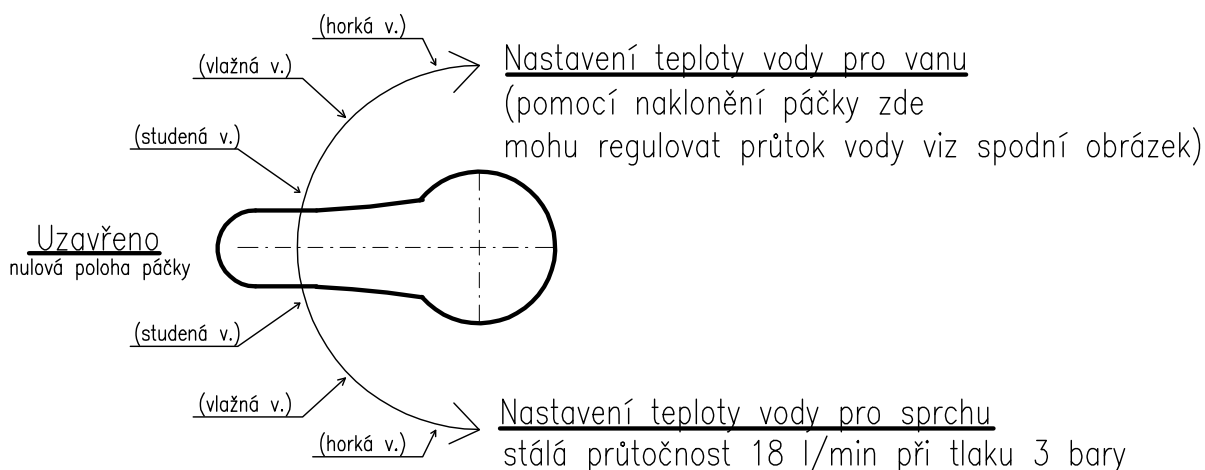 (horká v.)
(vlažná v.)
(studená v.)
Nastavení teploty vody pro vanu
(pomocí naklonění páčky zde
mohu regulovat průtok vody viz spodní obrázek)
Uzavřeno
nulová poloha páčky
(studená v.)
(vlažná v.)
(horká v.)
Nastavení teploty vody pro sprchu
stálá průtočnost 18 l/min při tlaku 3 bary